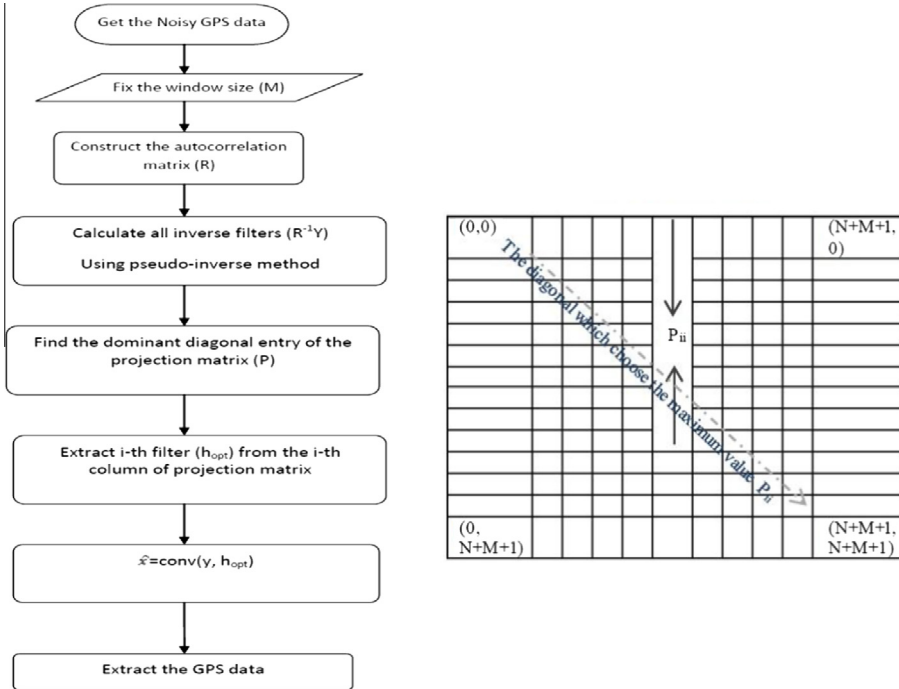 Get the Noisy GPS data
Fix the window size (M)
Construct the autocorrelation
matrix (R)
Calculate all inverse filters (R⁻¹Y)
Using pseudo-inverse method
Find the dominant diagonal entry of the
projection matrix (P)
Extract i-th filter (hₒₚₜ) from the i-th
column of projection matrix
x̂=conv(y, hₒₚₜ)
Extract the GPS data
(0,0)
(N+M+1,
0)
The diagonal which choose the maximum value Pᵢᵢ
Pᵢᵢ
(0,
N+M+1)
(N+M+1,
N+M+1)